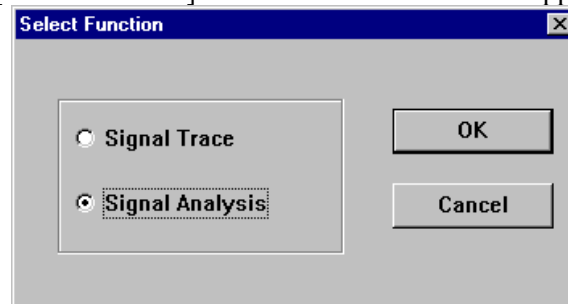 Select Function
Signal Trace
OK
Signal Analysis
Cancel